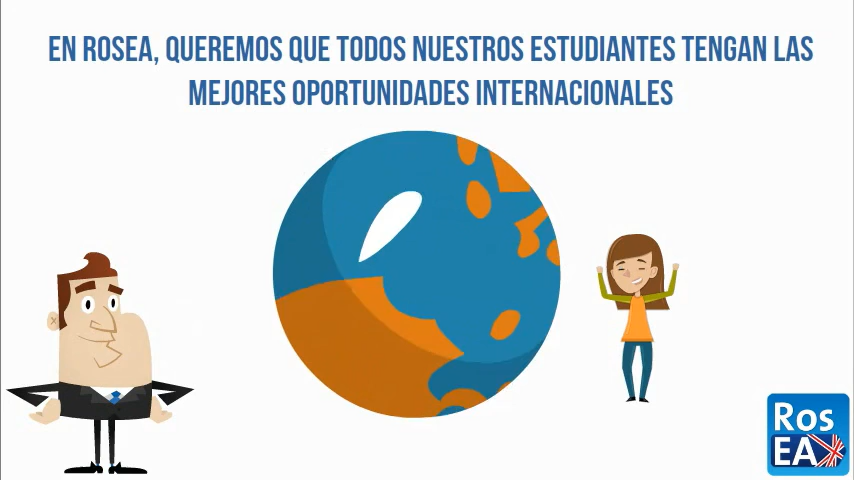 EN ROSEA, QUEREMOS QUE TODOS NUESTROS ESTUDIANTES TENGAN LAS
MEJORES OPORTUNIDADES INTERNACIONALES
Ros
EA